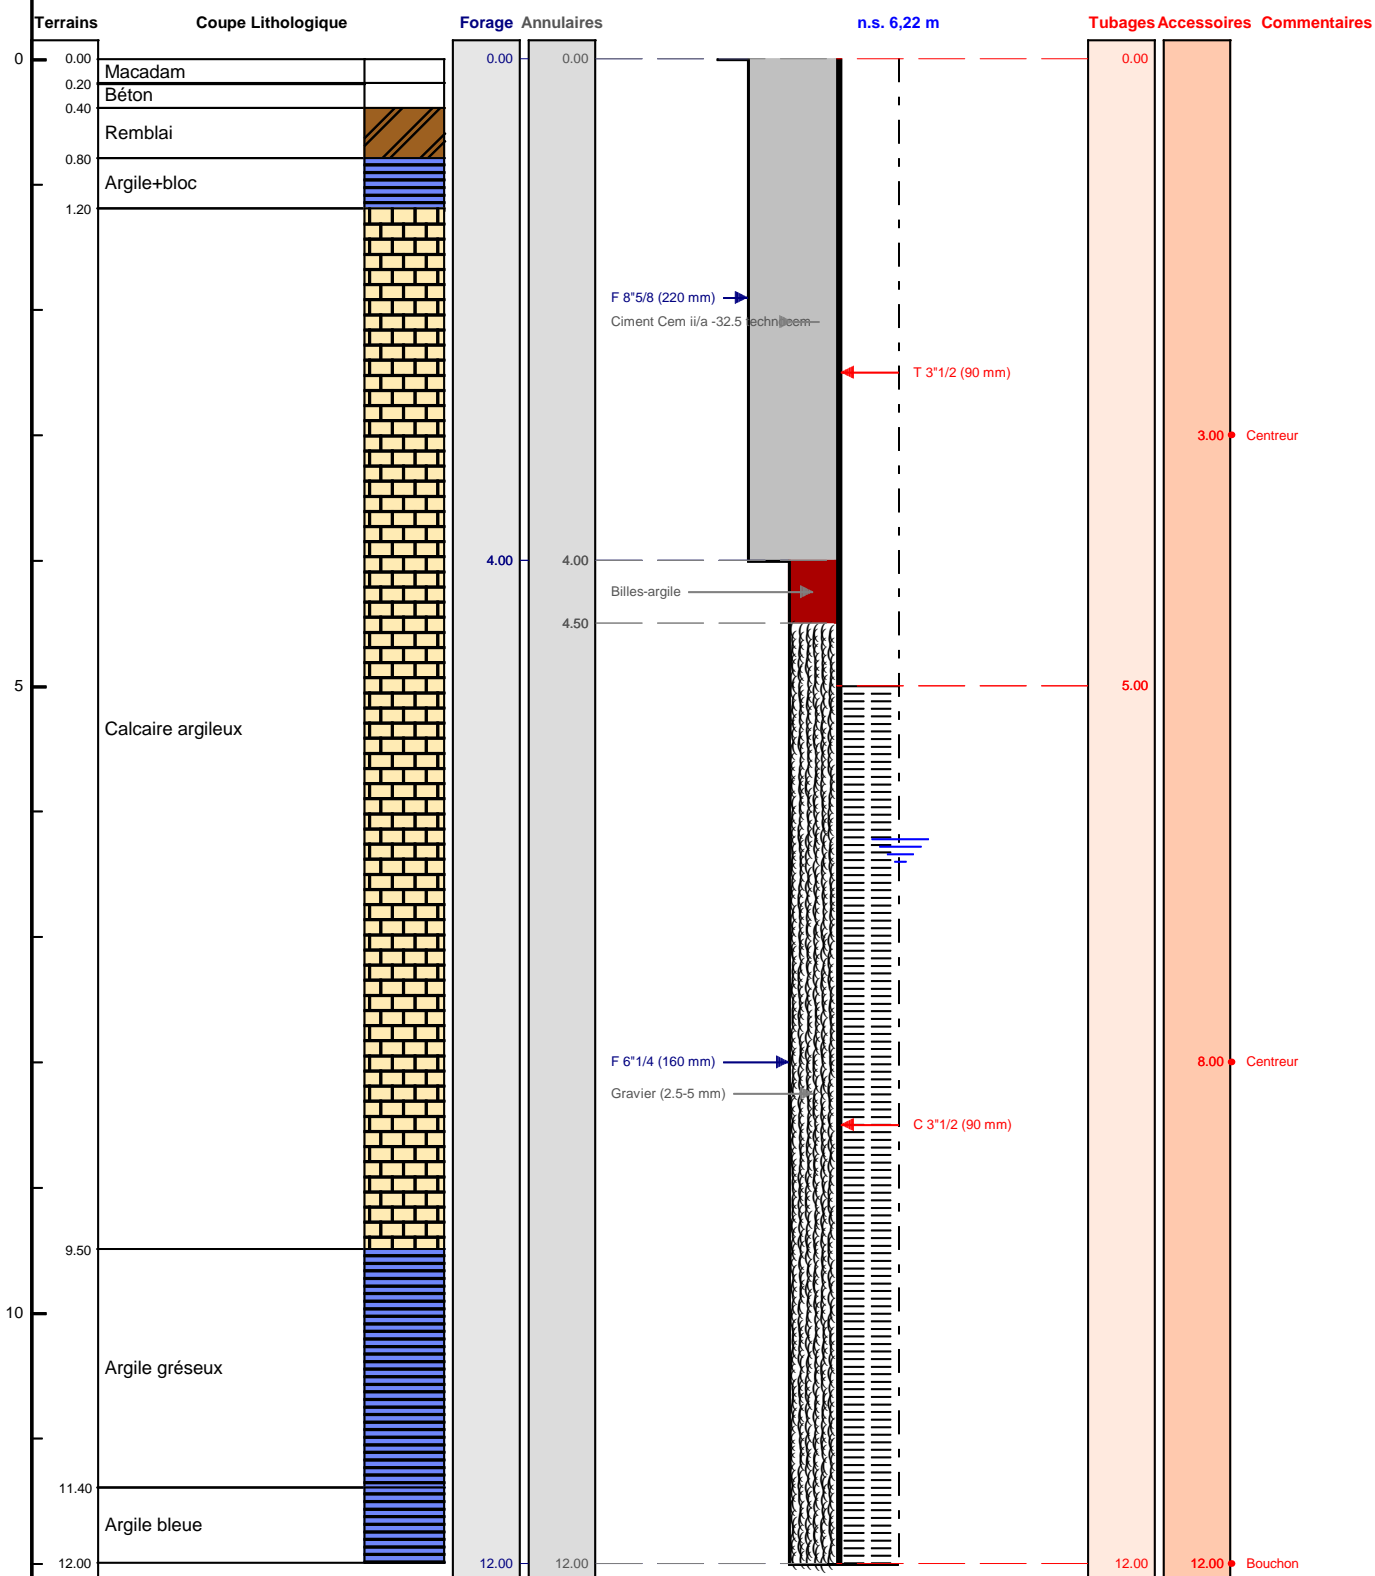 Terrains Coupe Lithologique Forage Annulaires n.s. 6,22 m Tubages Accessoires Commentaires
0 0.00 0.00 0.00 0.00
Macadam
0.20
Béton
0.40
Remblai
0.80
Argile+bloc
1.20
F 8"5/8 (220 mm)
Ciment Cem ii/a -32.5 technocem
T 3"1/2 (90 mm)
3.00 Centreur
4.00 4.00
Billes-argile
4.50
5 5.00
Calcaire argileux
F 6"1/4 (160 mm) 8.00 Centreur
Gravier (2.5-5 mm)
C 3"1/2 (90 mm)
9.50
10
Argile gréseux
11.40
Argile bleue
12.00 12.00 12.00 12.00 12.00 Bouchon